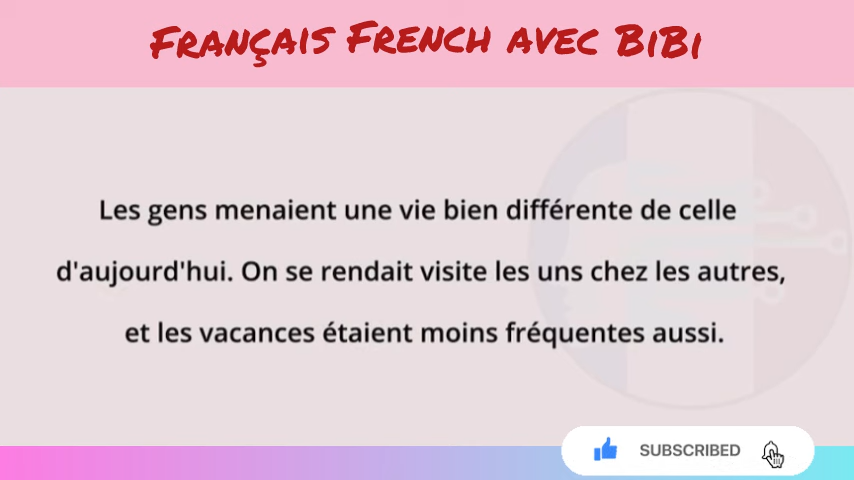 Français French avec BiBi
Les gens menaient une vie bien différente de celle
d'aujourd'hui. On se rendait visite les uns chez les autres,
et les vacances étaient moins fréquentes aussi.
SUBSCRIBED